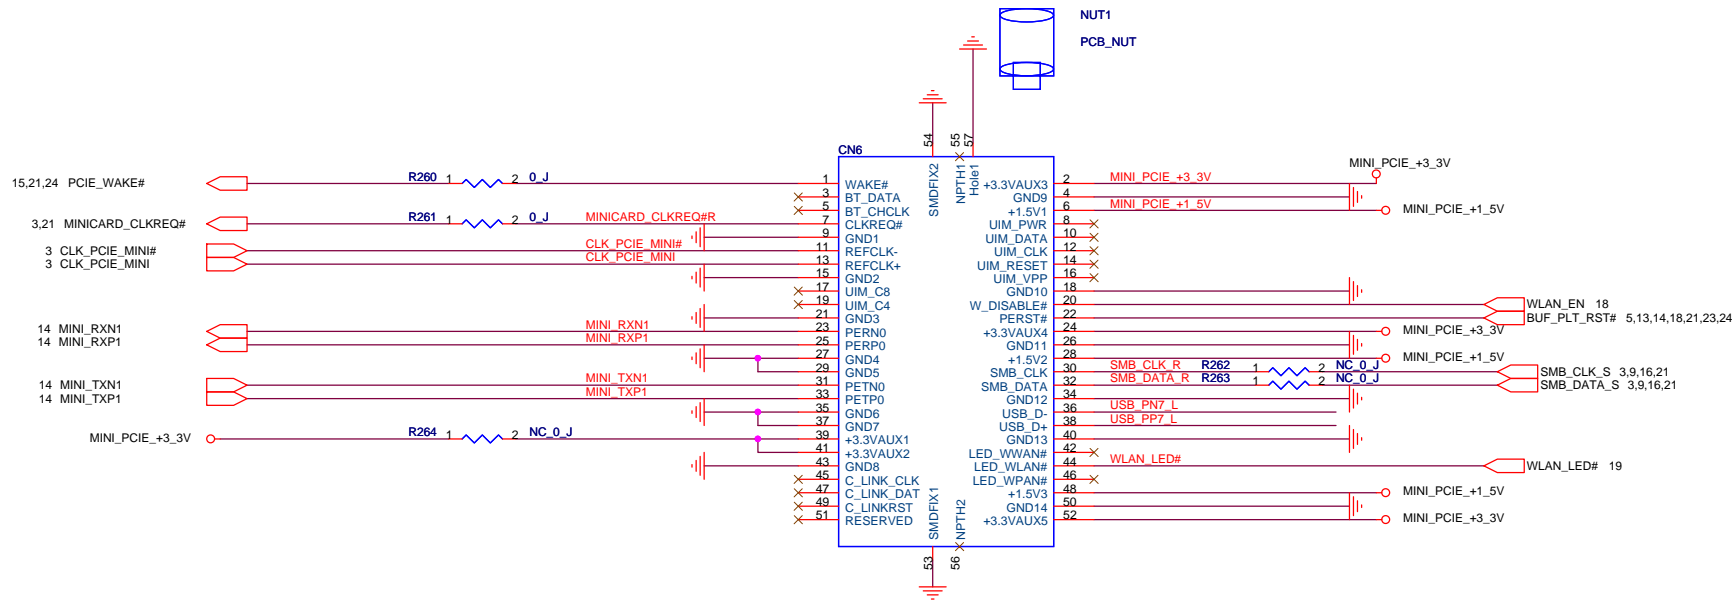 NUT1
PCB_NUT
54
55
57
CN6
SMDFIX2
NPTH1
Hole1
15,21,24 PCIE_WAKE#
R260 1 2 0_J
1 WAKE#
3 BT_DATA
5 BT_CHCLK
3,21 MINICARD_CLKREQ#
R261 1 2 0_J
MINICARD_CLKREQ#R
7 CLKREQ#
9 GND1
3 CLK_PCIE_MINI#
CLK_PCIE_MINI#
11 REFCLK-
3 CLK_PCIE_MINI
CLK_PCIE_MINI
13 REFCLK+
15 GND2
17 UIM_C8
19 UIM_C4
21 GND3
14 MINI_RXN1
MINI_RXN1
23 PERN0
14 MINI_RXP1
MINI_RXP1
25 PERP0
27 GND4
29 GND5
14 MINI_TXN1
MINI_TXN1
31 PETN0
14 MINI_TXP1
MINI_TXP1
33 PETP0
35 GND6
37 GND7
MINI_PCIE_+3_3V
R264 1 2 NC_0_J
39 +3.3VAUX1
41 +3.3VAUX2
43 GND8
45 C_LINK_CLK
47 C_LINK_DAT
49 C_LINKRST
51 RESERVED
MINI_PCIE_+3_3V
+3.3VAUX3 2 MINI_PCIE_+3_3V
GND9 4
+1.5V1 6 MINI_PCIE_+1_5V
MINI_PCIE_+1_5V
UIM_PWR 8
UIM_DATA 10
UIM_CLK 12
UIM_RESET 14
UIM_VPP 16
GND10 18
W_DISABLE# 20
WLAN_EN 18
PERST# 22
BUF_PLT_RST# 5,13,14,18,21,23,24
+3.3VAUX4 24
MINI_PCIE_+3_3V
GND11 26
+1.5V2 28
MINI_PCIE_+1_5V
SMB_CLK 30 SMB_CLK_R R262 1 2 NC_0_J
SMB_CLK_S 3,9,16,21
SMB_DATA 32 SMB_DATA_R R263 1 2 NC_0_J
SMB_DATA_S 3,9,16,21
GND12 34
USB_D- 36 USB_PN7_L
USB_D+ 38 USB_PP7_L
GND13 40
LED_WWAN# 42
LED_WLAN# 44 WLAN_LED#
WLAN_LED# 19
LED_WPAN# 46
+1.5V3 48
MINI_PCIE_+1_5V
GND14 50
+3.3VAUX5 52
MINI_PCIE_+3_3V
SMDFIX1
NPTH2
53
56